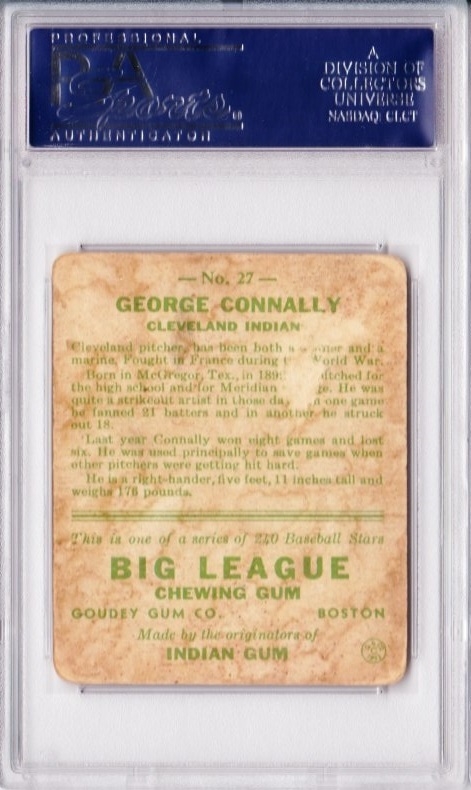 PROFESSIONAL
PSA
Sports
AUTHENTICATOR
A
DIVISION OF
COLLECTORS
UNIVERSE
NASDAQ: CLCT
— No. 27 —
GEORGE CONNALLY
CLEVELAND INDIAN
Cleveland pitcher, has been both a and a
marine. Fought in France during World War.
Born in McGregor, Tex., in 189 itched for
the high school and for Meridian ge. He was
quite a strikeout artist in those da n one game
he fanned 21 batters and in another he struck
out 18.
Last year Connally won eight games and lost
six. He was used principally to save games when
other pitchers were getting hit hard.
He is a right-hander, five feet, 11 inches tall and
weighs 176 pounds.
This is one of a series of 240 Baseball Stars
BIG LEAGUE
CHEWING GUM
GOUDEY GUM CO. BOSTON
Made by the originators of
INDIAN GUM